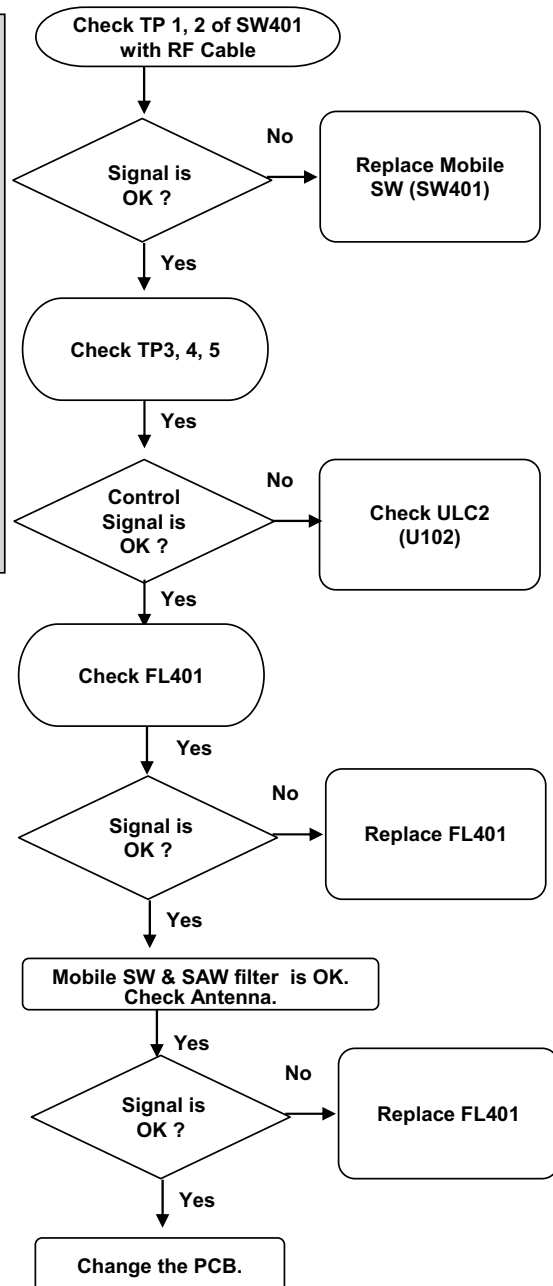 Check TP 1, 2 of SW401
with RF Cable
No
Signal is
OK ?
Replace Mobile
SW (SW401)
Yes
Check TP3, 4, 5
Yes
No
Control
Signal is
OK ?
Check ULC2
(U102)
Yes
Check FL401
Yes
No
Signal is
OK ?
Replace FL401
Yes
Mobile SW & SAW filter is OK.
Check Antenna.
Yes
No
Signal is
OK ?
Replace FL401
Yes
Change the PCB.